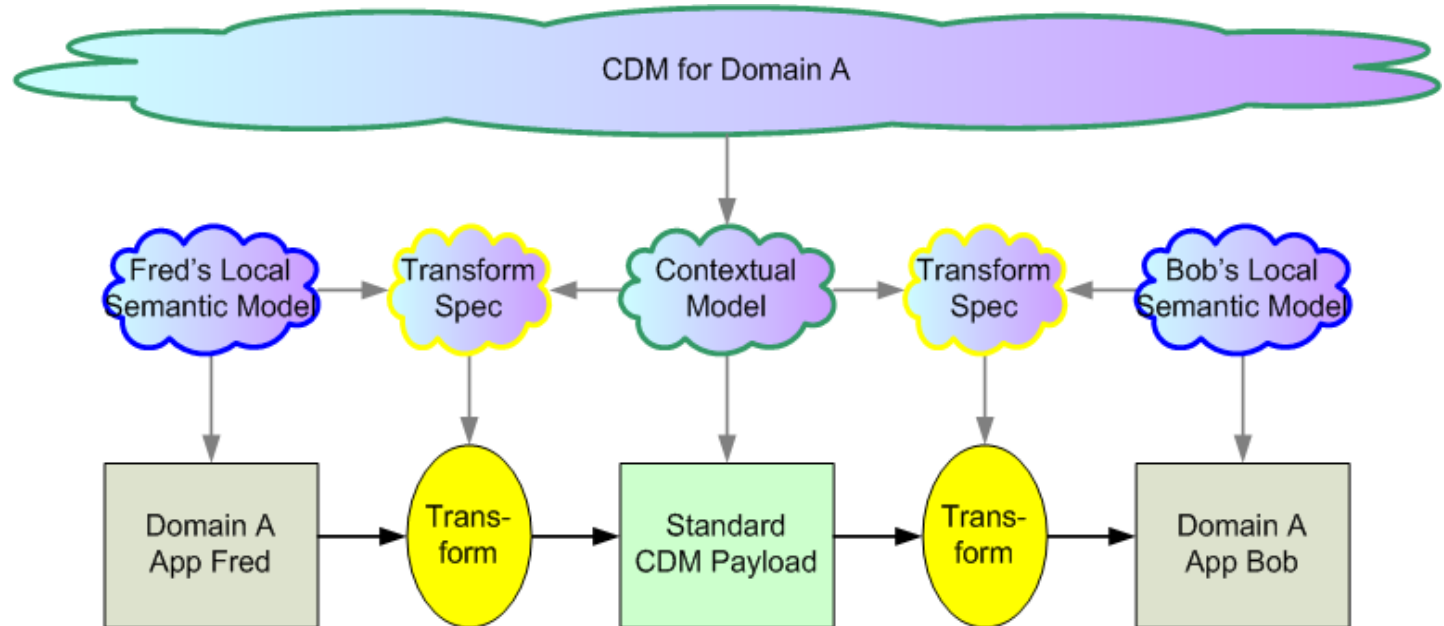 CDM for Domain A
Fred's Local
Semantic Model
Transform
Spec
Contextual
Model
Transform
Spec
Bob's Local
Semantic Model
Domain A
App Fred
Trans-
form
Standard
CDM Payload
Trans-
form
Domain A
App Bob